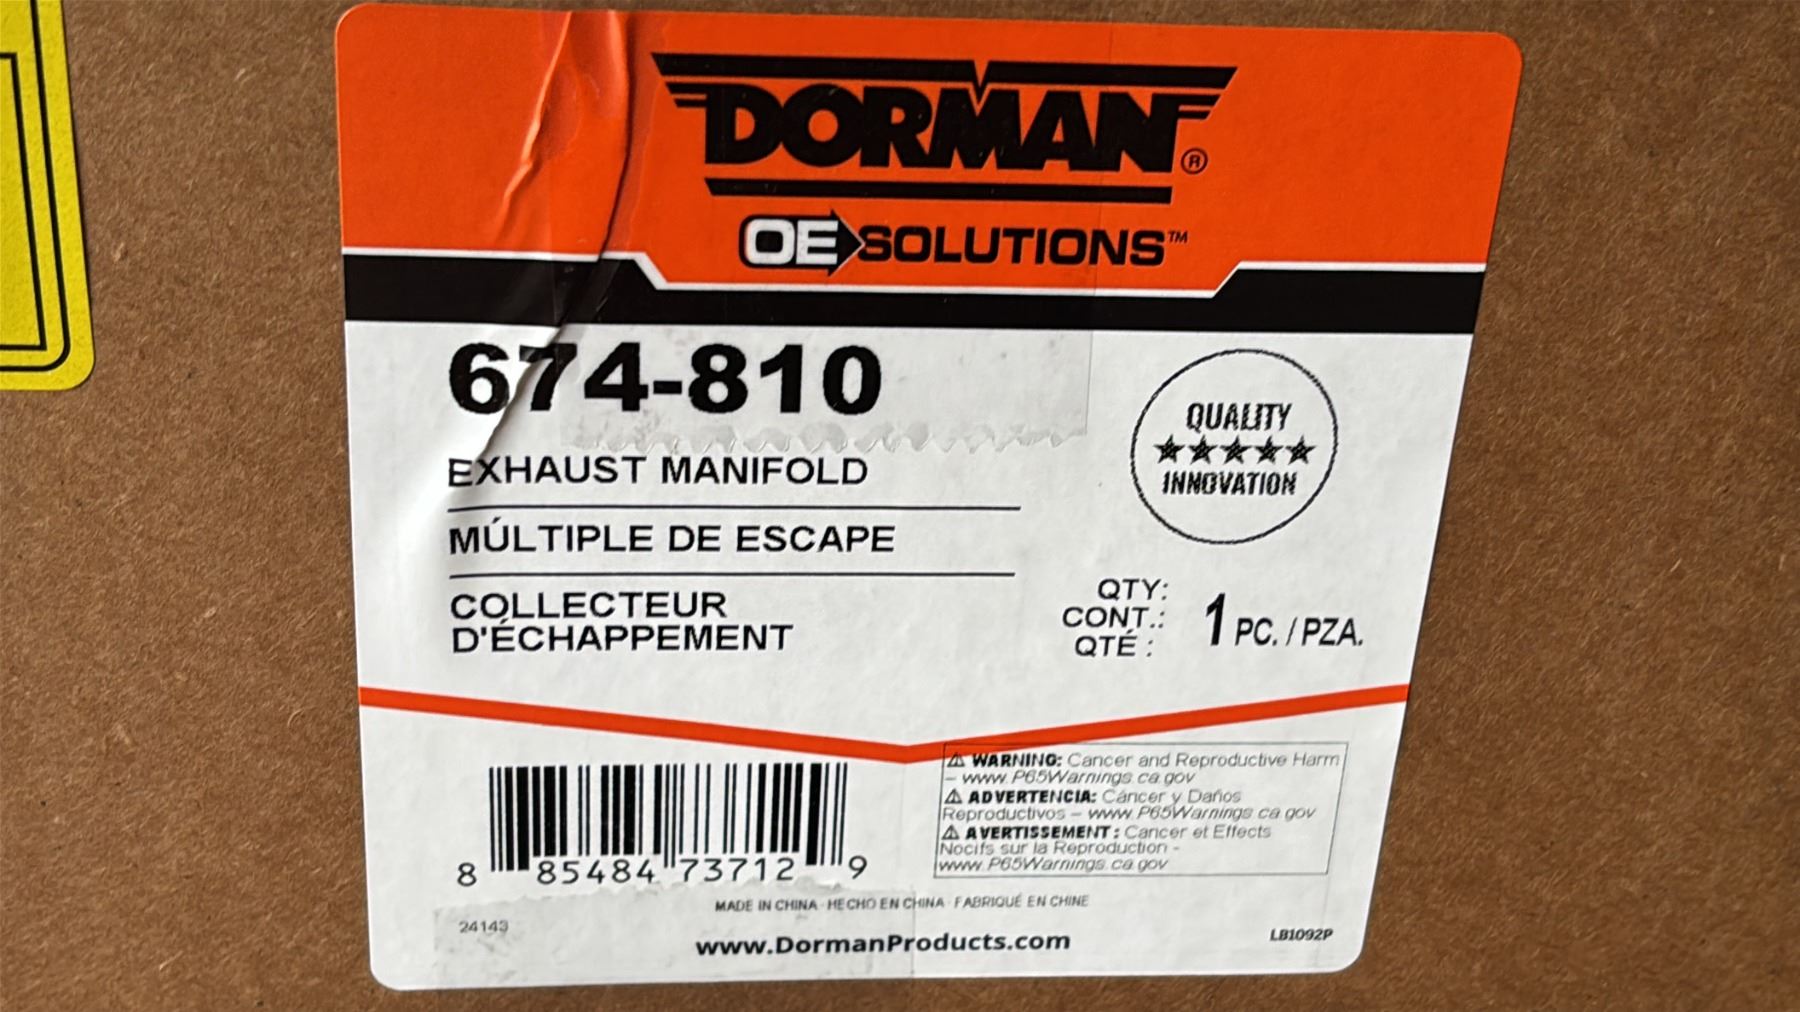 DORMAN®
OE SOLUTIONS™
674-810
EXHAUST MANIFOLD
MÚLTIPLE DE ESCAPE
COLLECTEUR
D'ÉCHAPPEMENT
QUALITY
★★★★★
INNOVATION
QTY:
CONT.:
QTÉ :
1 PC. / PZA.
⚠ WARNING: Cancer and Reproductive Harm
– www.P65Warnings.ca.gov
⚠ ADVERTENCIA: Cáncer y Daños
Reproductivos – www.P65Warnings.ca.gov
⚠ AVERTISSEMENT : Cancer et Effects
Nocifs sur la Reproduction -
www.P65Warnings.ca.gov
8 85484 73712 9
MADE IN CHINA · HECHO EN CHINA · FABRIQUÉ EN CHINE
24143
www.DormanProducts.com
LB1092P